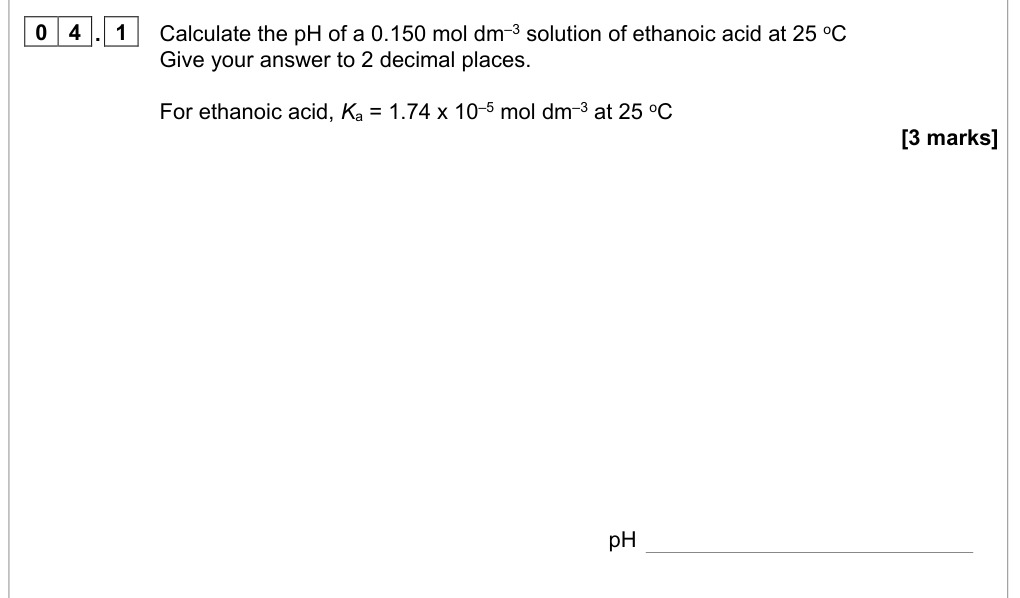 0 4 . 1 Calculate the pH of a 0.150 mol dm⁻³ solution of ethanoic acid at 25 ºC
Give your answer to 2 decimal places.
For ethanoic acid, Kₐ = 1.74 x 10⁻⁵ mol dm⁻³ at 25 ºC
[3 marks]
pH